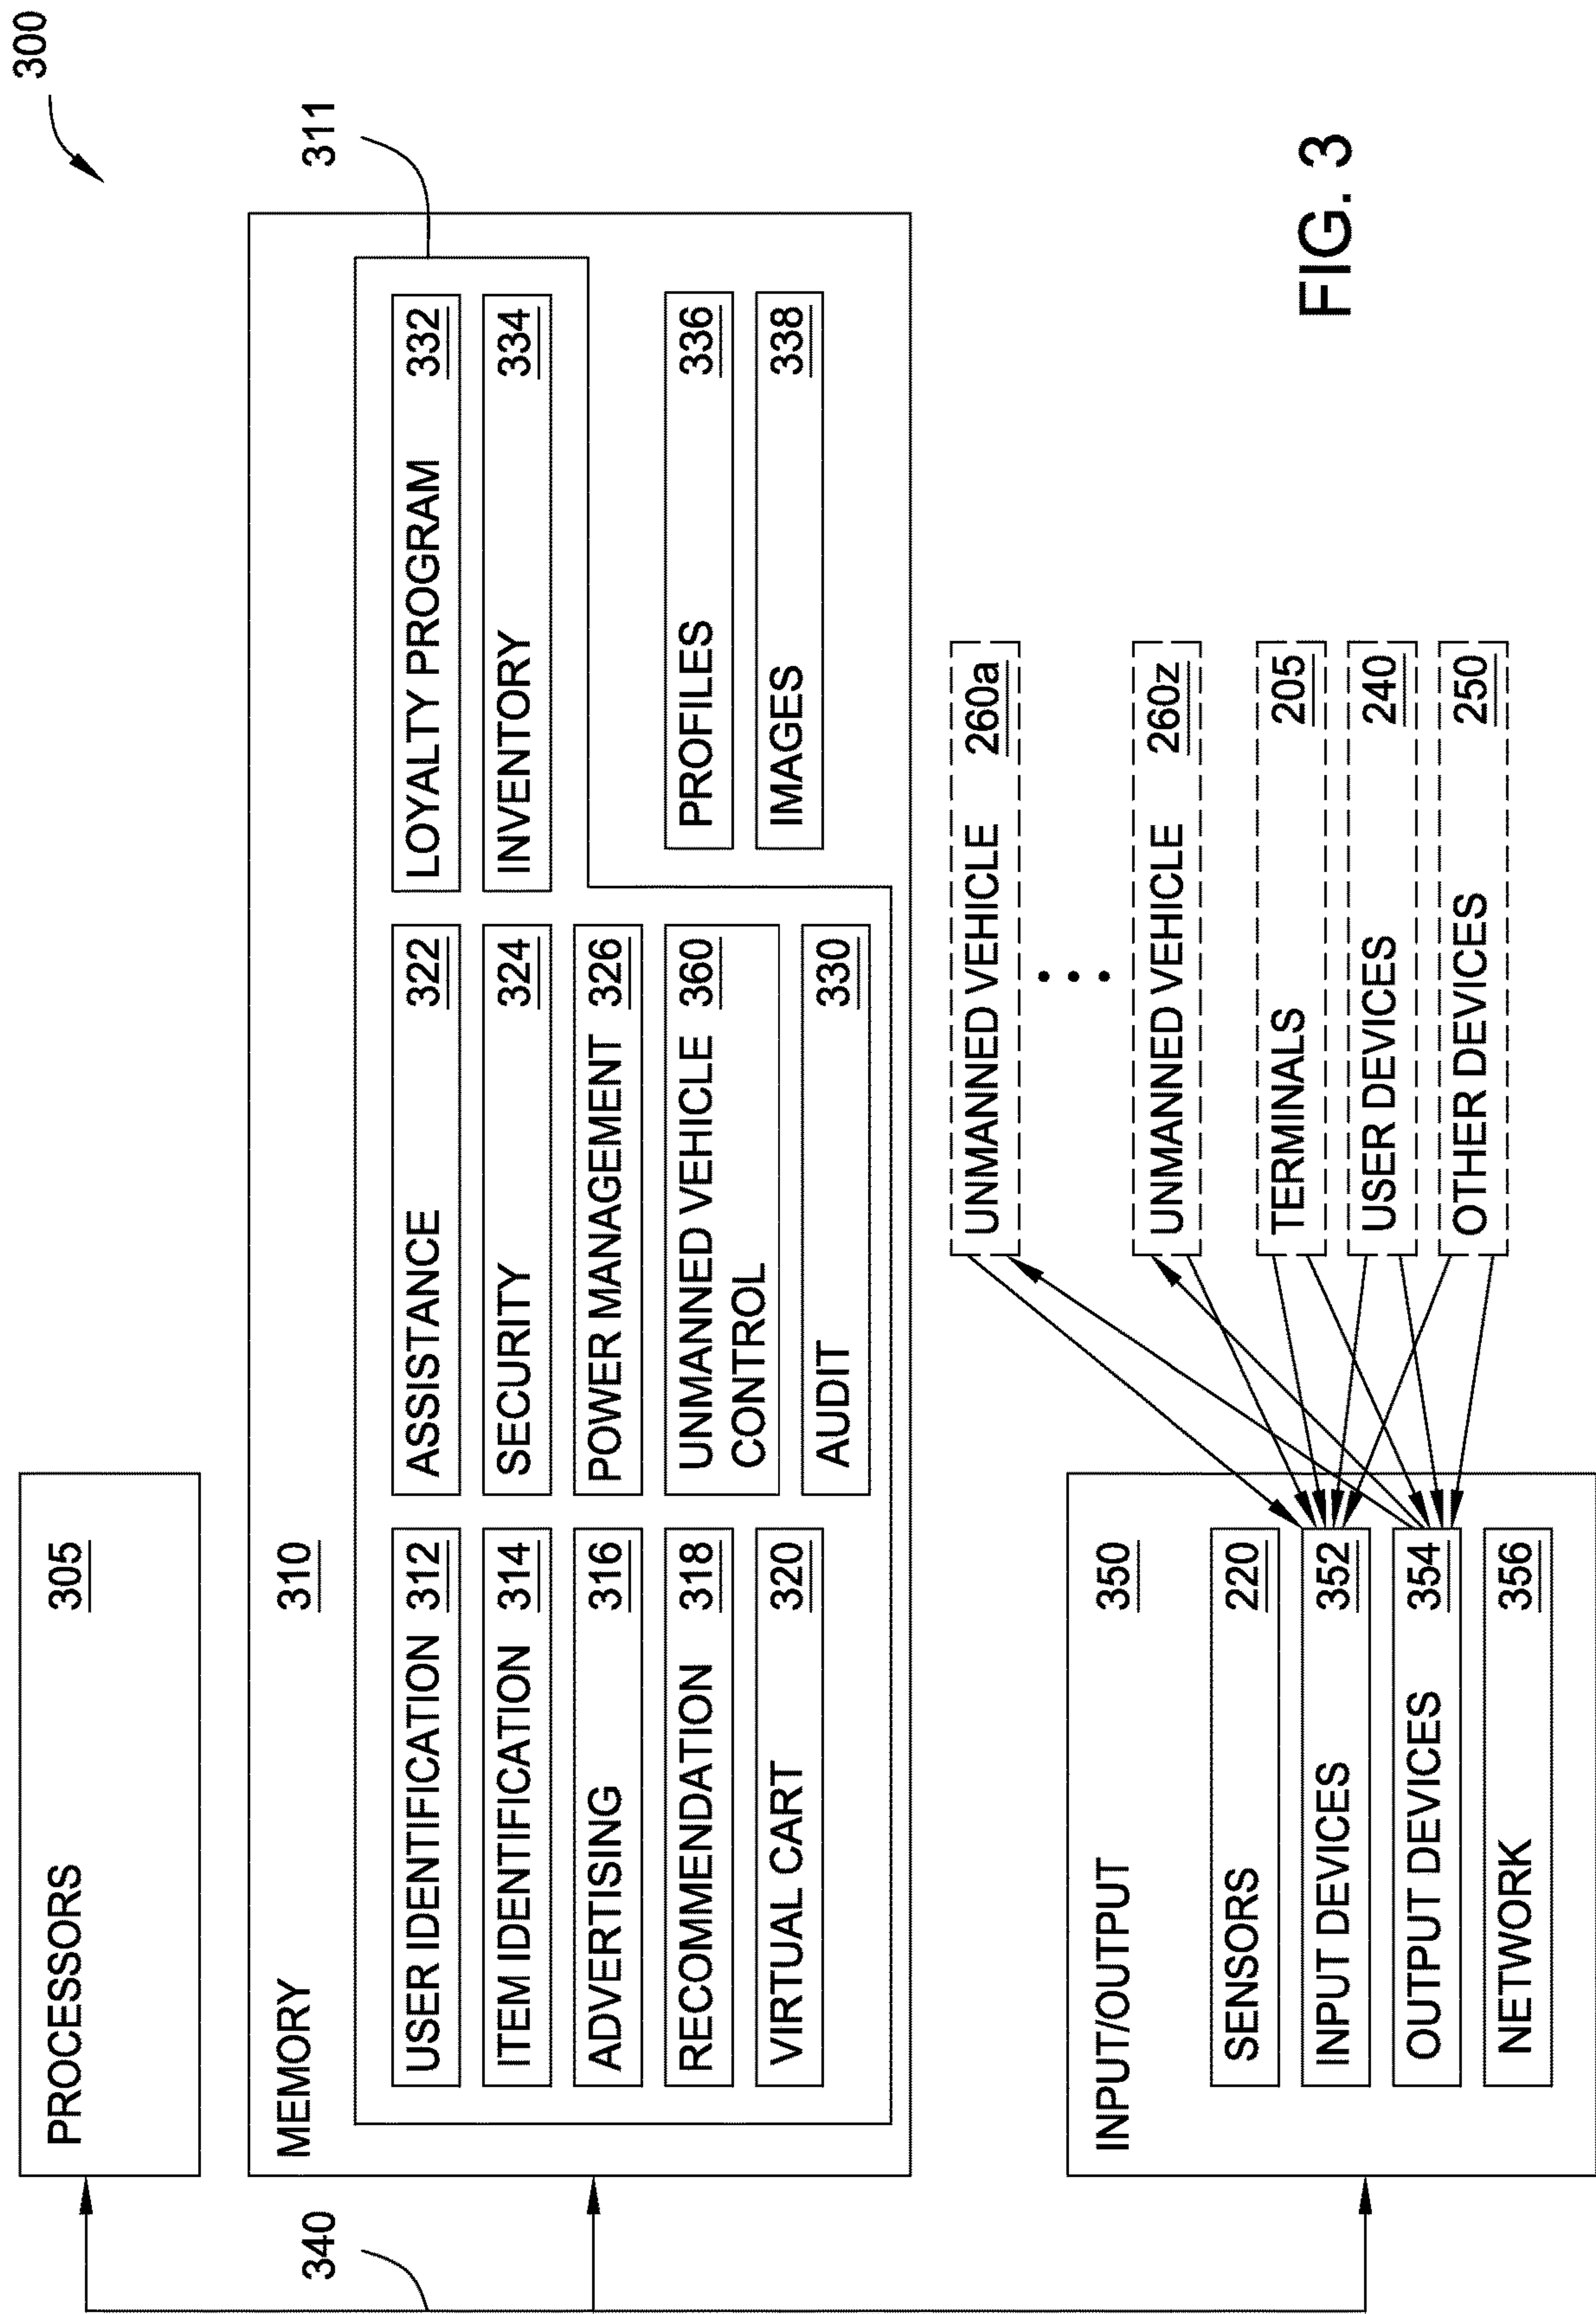 300
PROCESSORS 305
MEMORY 310
311
USER IDENTIFICATION 312
ITEM IDENTIFICATION 314
ADVERTISING 316
RECOMMENDATION 318
VIRTUAL CART 320
ASSISTANCE 322
SECURITY 324
POWER MANAGEMENT 326
UNMANNED VEHICLE 360
CONTROL
AUDIT 330
LOYALTY PROGRAM 332
INVENTORY 334
PROFILES 336
IMAGES 338
340
INPUT/OUTPUT 350
SENSORS 220
INPUT DEVICES 352
OUTPUT DEVICES 354
NETWORK 356
UNMANNED VEHICLE 260a
UNMANNED VEHICLE 260z
TERMINALS 205
USER DEVICES 240
OTHER DEVICES 250
FIG. 3